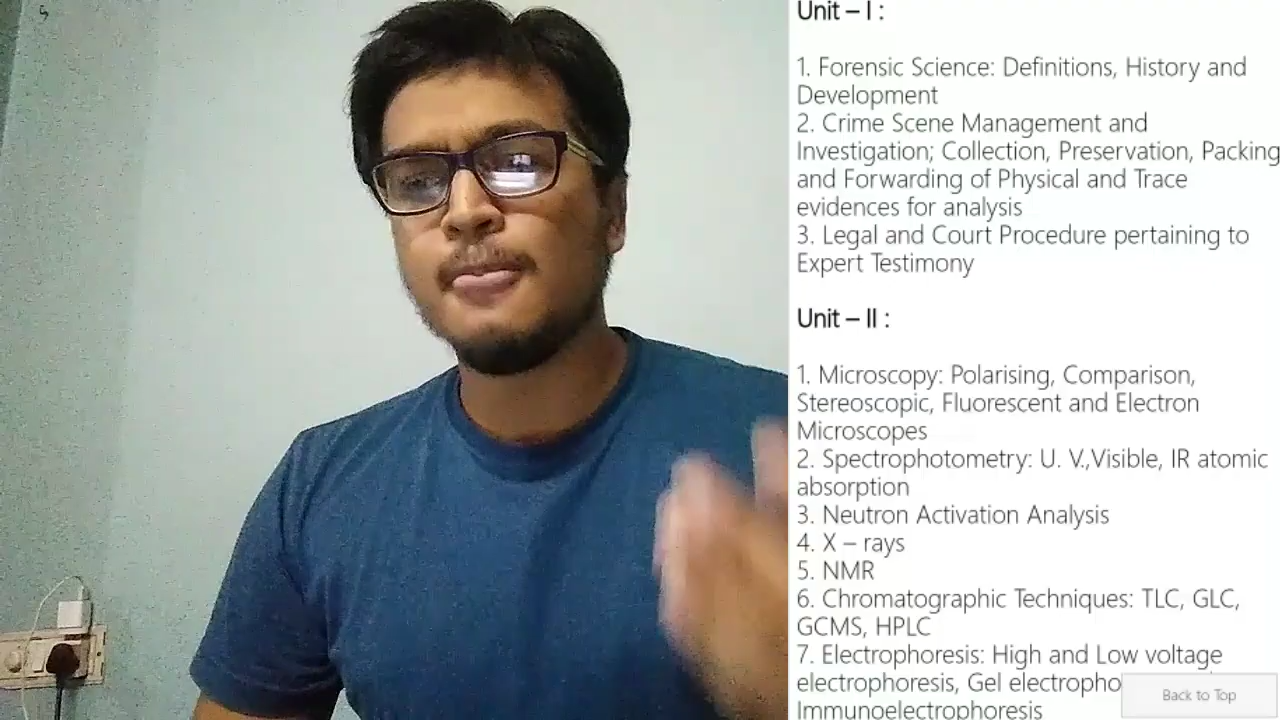 Unit – I :
1. Forensic Science: Definitions, History and
Development
2. Crime Scene Management and
Investigation; Collection, Preservation, Packing
and Forwarding of Physical and Trace
evidences for analysis
3. Legal and Court Procedure pertaining to
Expert Testimony
Unit – II :
1. Microscopy: Polarising, Comparison,
Stereoscopic, Fluorescent and Electron
Microscopes
2. Spectrophotometry: U. V.,Visible, IR atomic
absorption
3. Neutron Activation Analysis
4. X – rays
5. NMR
6. Chromatographic Techniques: TLC, GLC,
GCMS, HPLC
7. Electrophoresis: High and Low voltage
electrophoresis, Gel
Immunoelectrophoresis
Back to Top